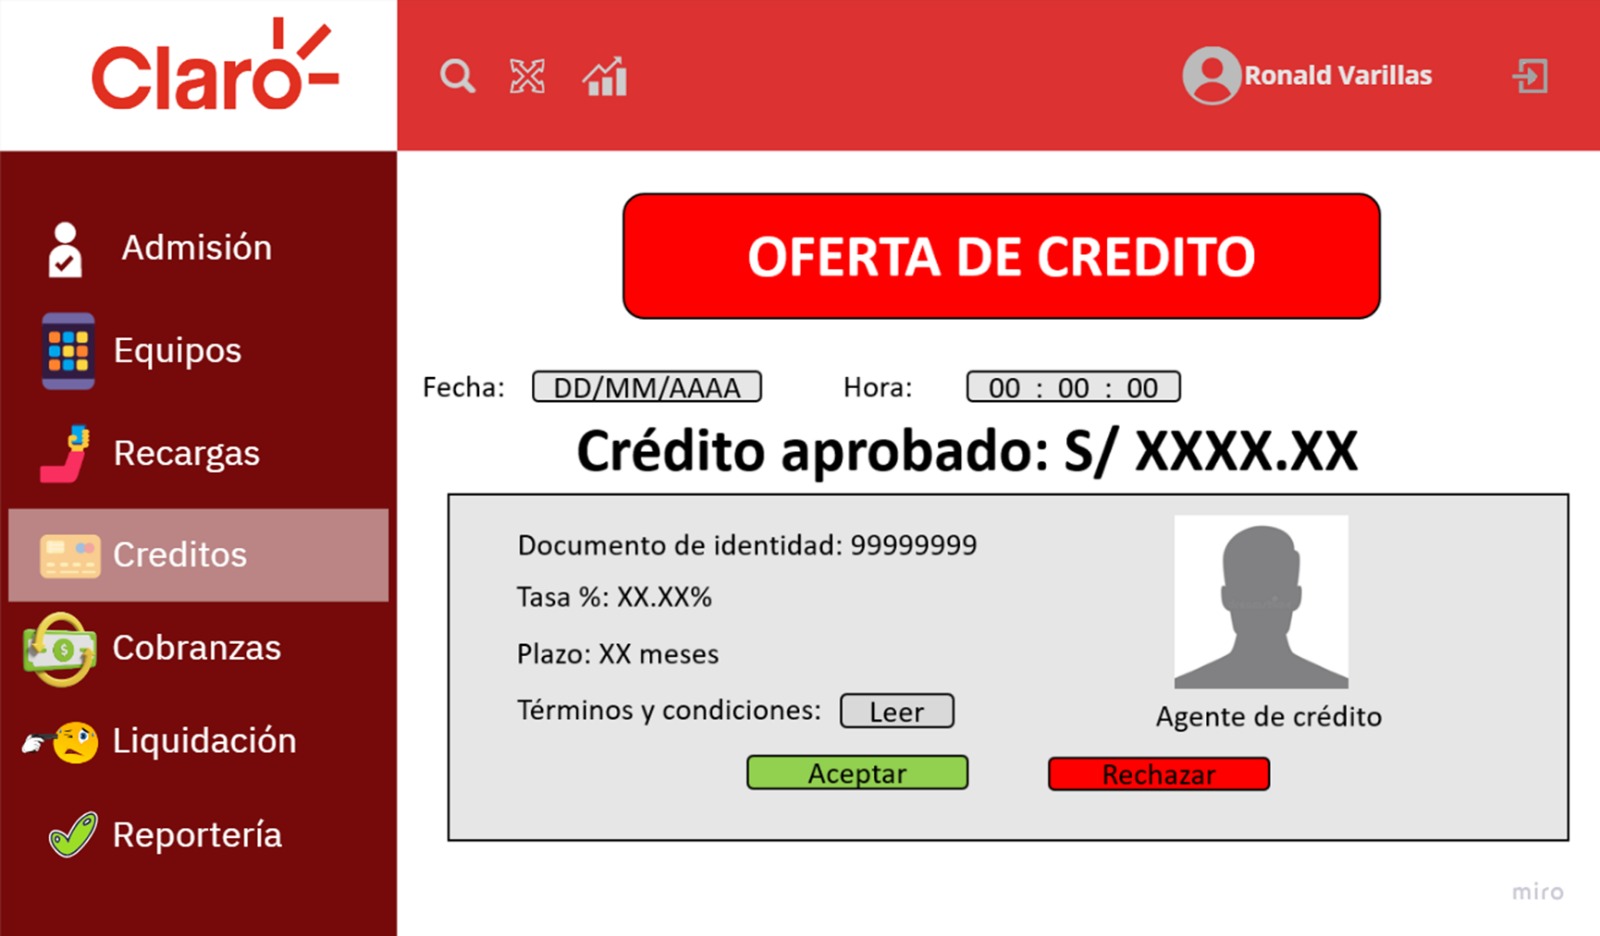 Claro
Ronald Varillas
Admisión
Equipos
Recargas
Creditos
Cobranzas
Liquidación
Reportería
OFERTA DE CREDITO
Fecha: DD/MM/AAAA Hora: 00 : 00 : 00
Crédito aprobado: S/ XXXX.XX
Documento de identidad: 99999999
Tasa %: XX.XX%
Plazo: XX meses
Términos y condiciones: Leer
Agente de crédito
Aceptar Rechazar
miro